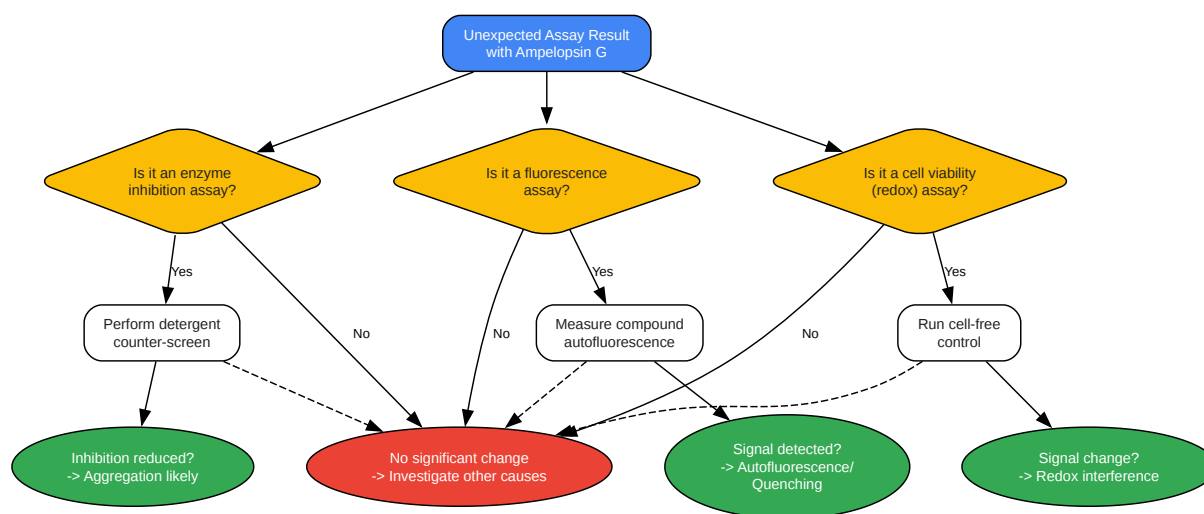 Unexpected Assay Result
with Ampelopsin G
Is it an enzyme
inhibition assay?
Is it a fluorescence
assay?
Is it a cell viability
(redox) assay?
Yes
Yes
Yes
Perform detergent
counter-screen
No
No
Measure compound
autofluorescence
No
Run cell-free
control
Inhibition reduced?
-> Aggregation likely
No significant change
-> Investigate other causes
Signal detected?
-> Autofluorescence/
Quenching
Signal change?
-> Redox interference